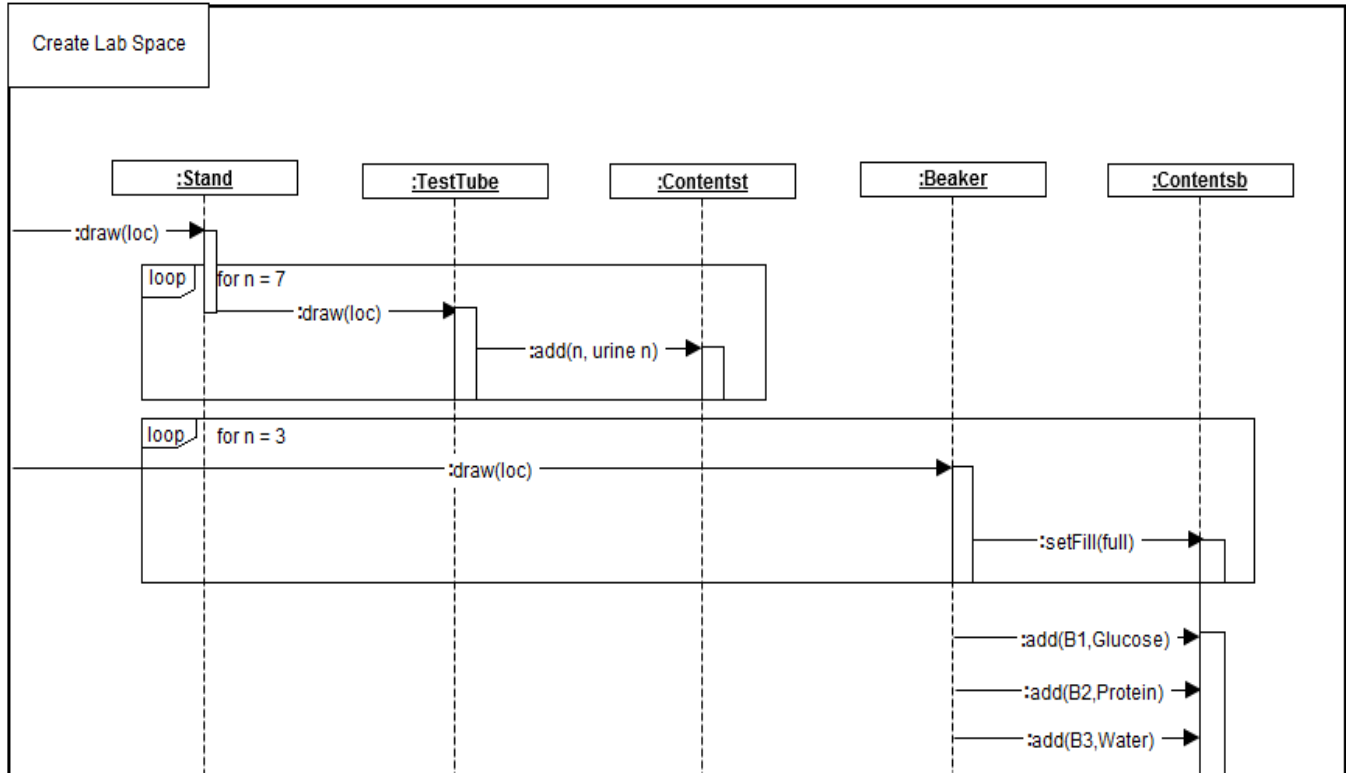 Create Lab Space
:Stand
:TestTube
:Contentst
:Beaker
:Contentsb
:draw(loc)
loop
for n = 7
:draw(loc)
:add(n, urine n)
loop
for n = 3
:draw(loc)
:setFill(full)
:add(B1,Glucose)
:add(B2,Protein)
:add(B3,Water)